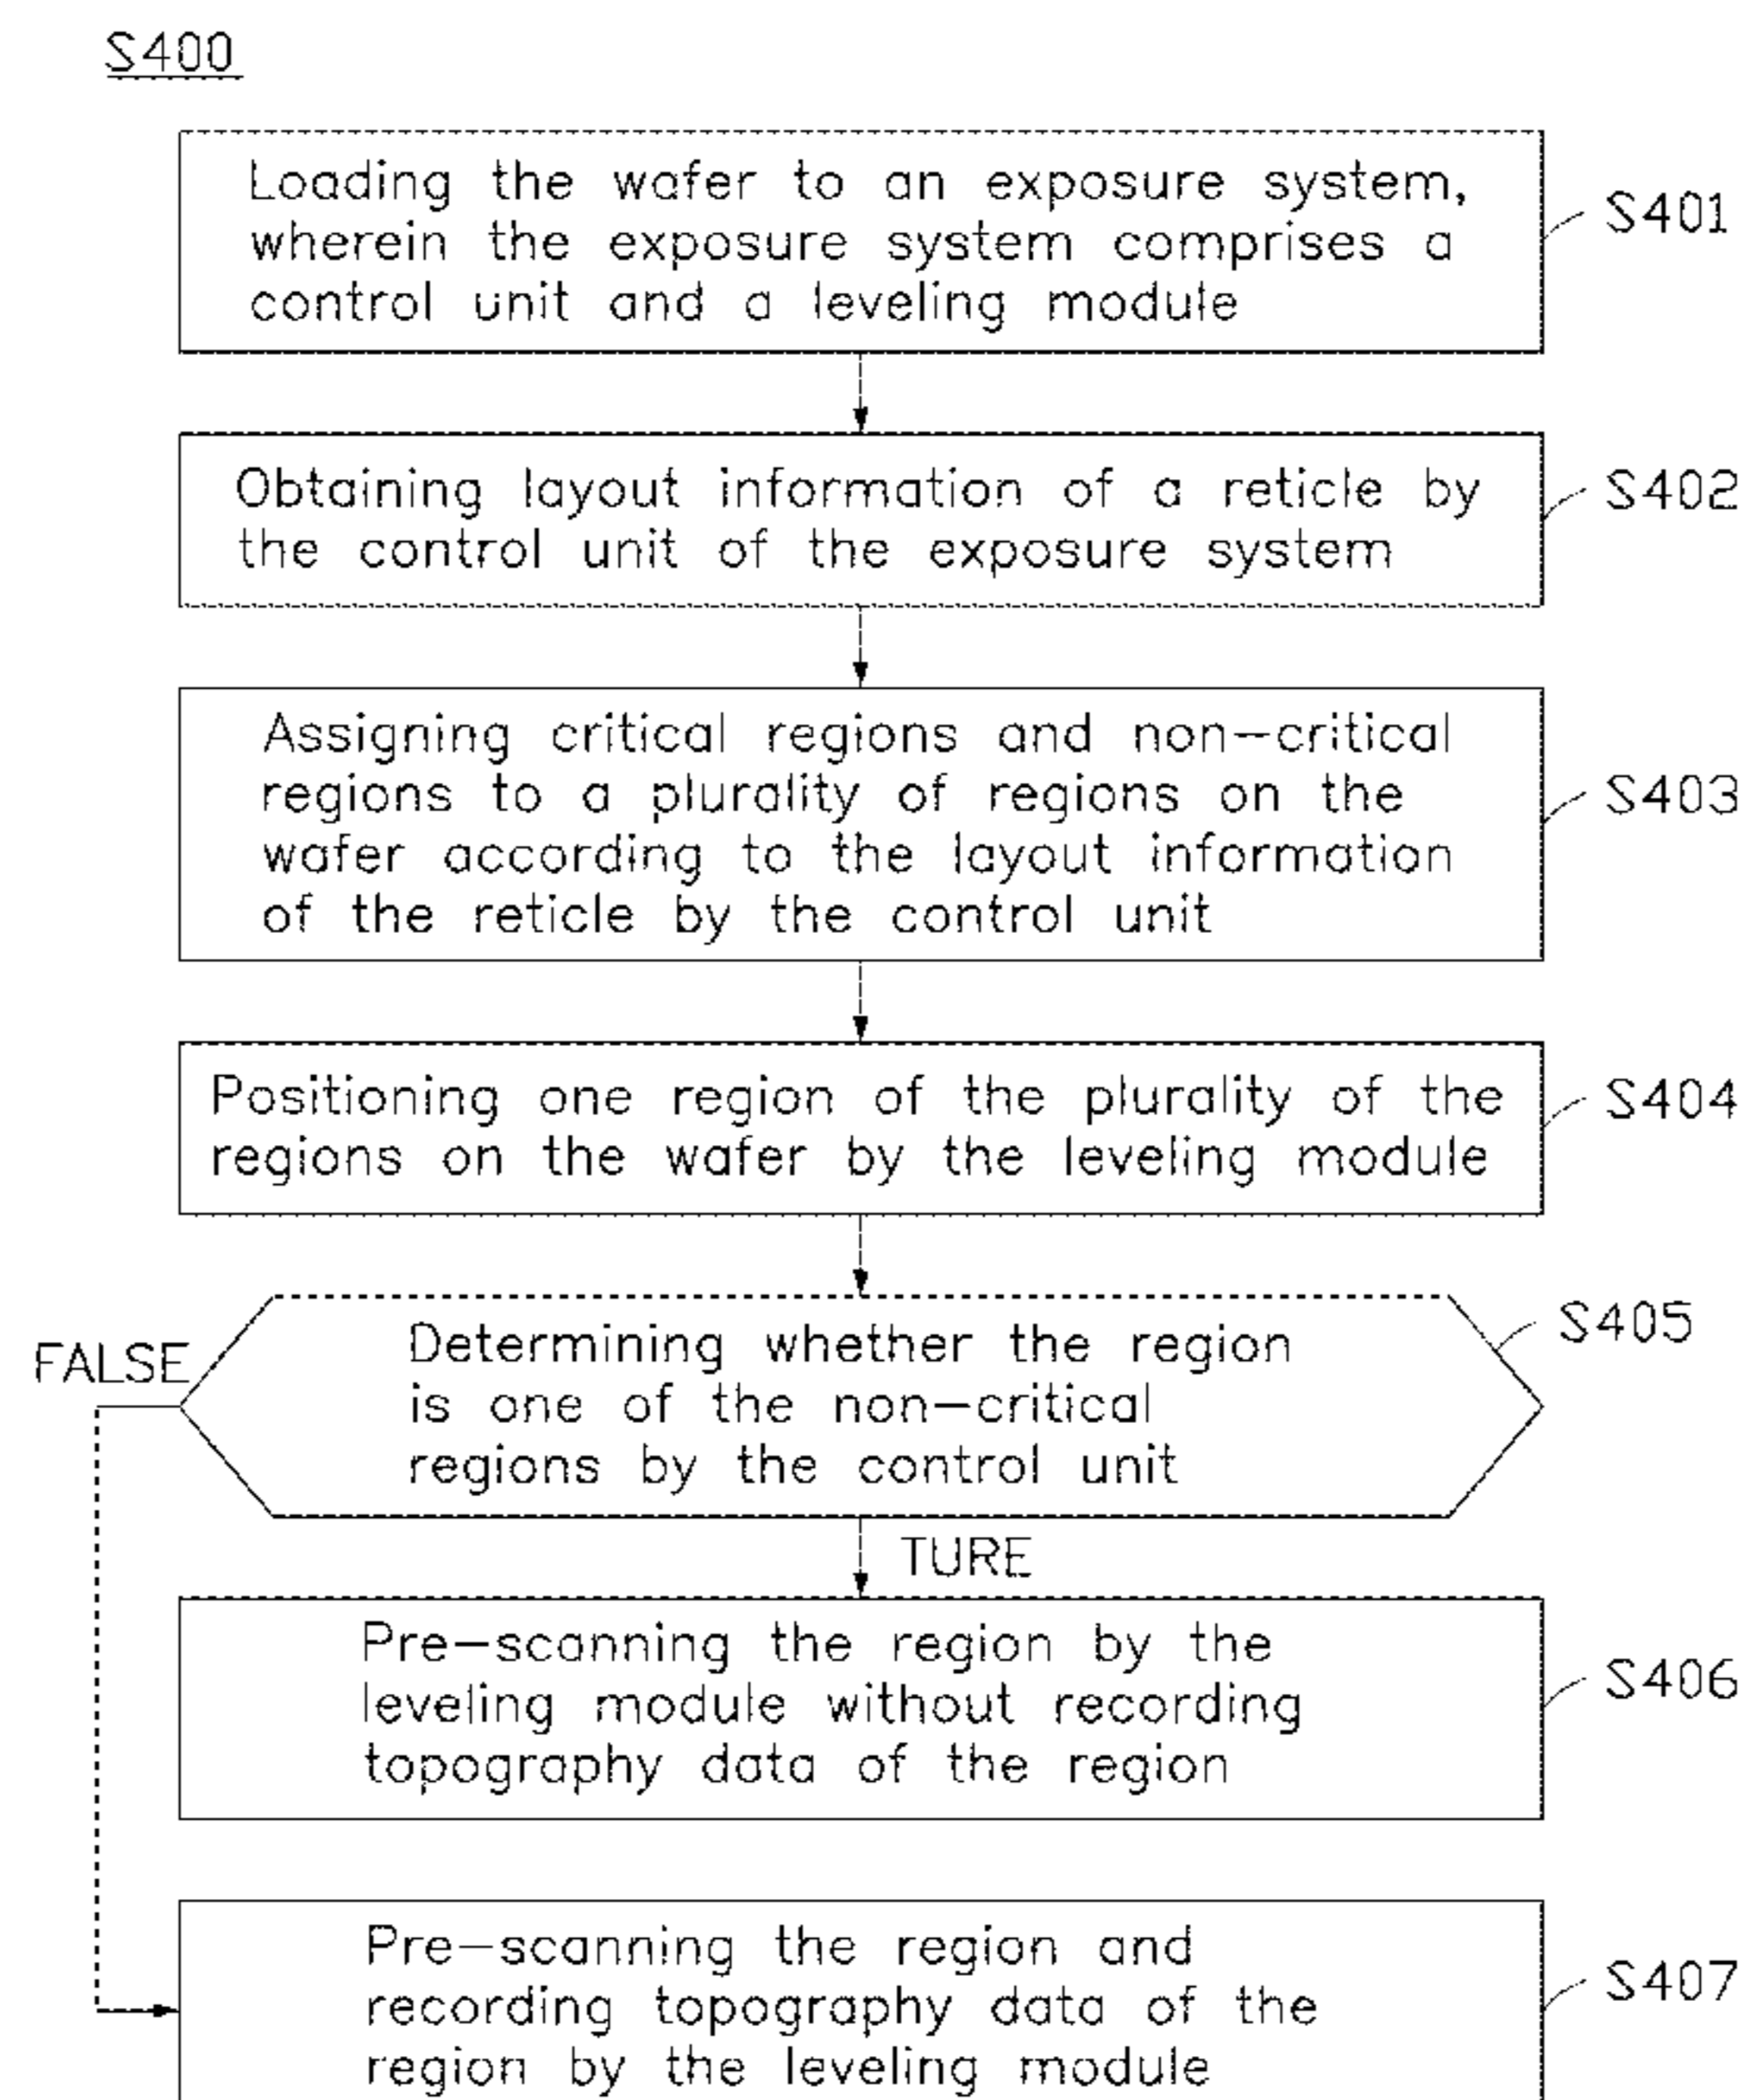 S400
Loading the wafer to an exposure system,
wherein the exposure system comprises a
control unit and a leveling module
S401
Obtaining layout information of a reticle by
the control unit of the exposure system
S402
Assigning critical regions and non-critical
regions to a plurality of regions on the
wafer according to the layout information
of the reticle by the control unit
S403
Positioning one region of the plurality of the
regions on the wafer by the leveling module
S404
Determining whether the region
is one of the non-critical
regions by the control unit
S405
FALSE
TURE
Pre-scanning the region by the
leveling module without recording
topography data of the region
S406
Pre-scanning the region and
recording topography data of the
region by the leveling module
S407